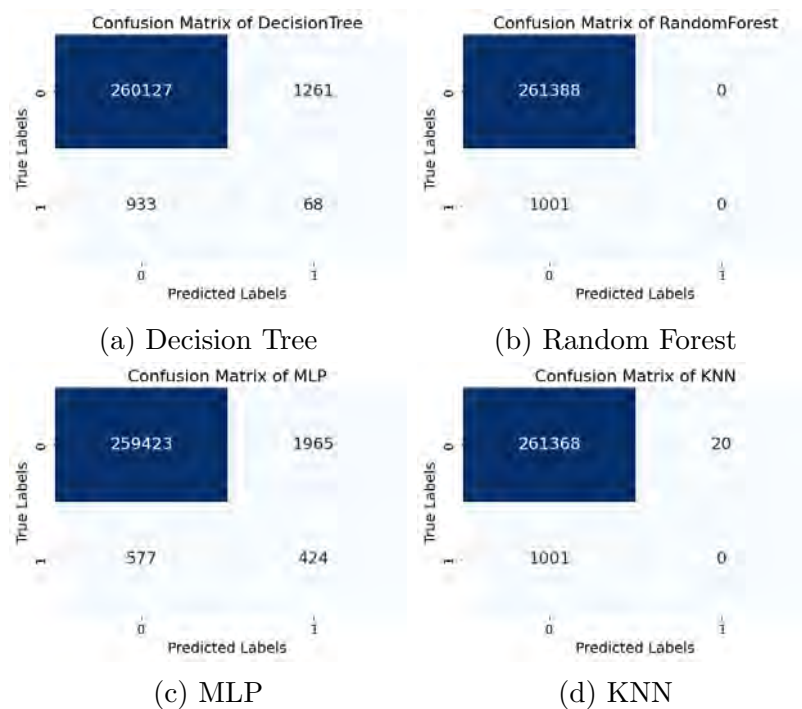 Confusion Matrix of DecisionTree
True Labels
0
260127
1261
1
933
68
0
1
Predicted Labels
(a) Decision Tree
Confusion Matrix of RandomForest
True Labels
0
261388
0
1
1001
0
0
1
Predicted Labels
(b) Random Forest
Confusion Matrix of MLP
True Labels
0
259423
1965
1
577
424
0
1
Predicted Labels
(c) MLP
Confusion Matrix of KNN
True Labels
0
261368
20
1
1001
0
0
1
Predicted Labels
(d) KNN